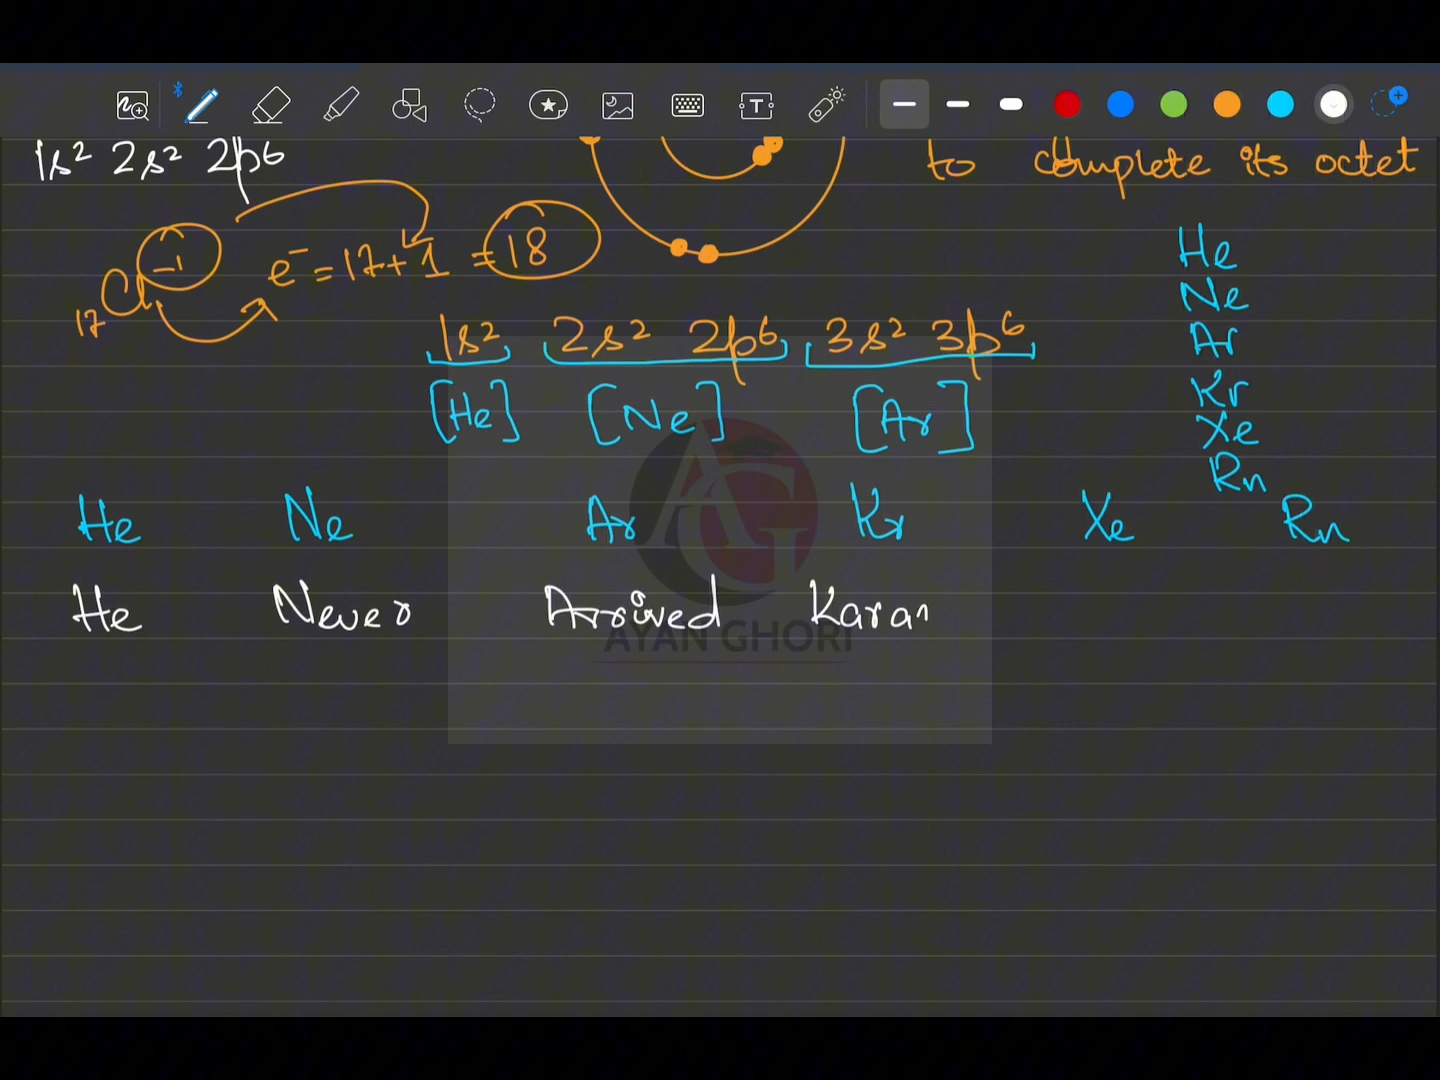 1s² 2s² 2p⁶
to complete its octet
₁₇Cl⁻¹ e⁻ = 17+1 = 18
1s² 2s² 2p⁶ 3s² 3p⁶
[He] [Ne] [Ar]
He
Ne
Ar
Kr
Xe
Rn
He Ne Ar Kr Xe Rn
He Never Arrived Karan
AYAN GHORI